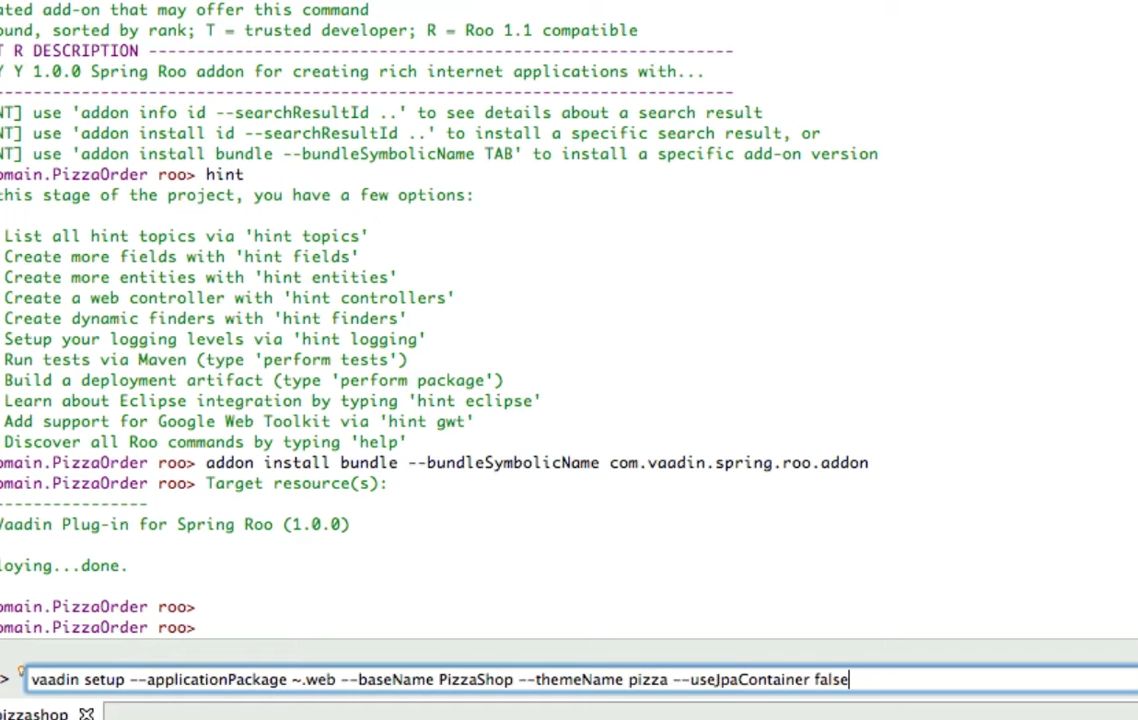 ated add-on that may offer this command
ound, sorted by rank; T = trusted developer; R = Roo 1.1 compatible
T R DESCRIPTION -------------------------------------------------------------
Y Y 1.0.0 Spring Roo addon for creating rich internet applications with...
-----------------------------------------------------------------------------
NT] use 'addon info id --searchResultId ..' to see details about a search result
NT] use 'addon install id --searchResultId ..' to install a specific search result, or
NT] use 'addon install bundle --bundleSymbolicName TAB' to install a specific add-on version
omain.PizzaOrder roo> hint
this stage of the project, you have a few options:
List all hint topics via 'hint topics'
Create more fields with 'hint fields'
Create more entities with 'hint entities'
Create a web controller with 'hint controllers'
Create dynamic finders with 'hint finders'
Setup your logging levels via 'hint logging'
Run tests via Maven (type 'perform tests')
Build a deployment artifact (type 'perform package')
Learn about Eclipse integration by typing 'hint eclipse'
Add support for Google Web Toolkit via 'hint gwt'
Discover all Roo commands by typing 'help'
omain.PizzaOrder roo> addon install bundle --bundleSymbolicName com.vaadin.spring.roo.addon
omain.PizzaOrder roo> Target resource(s):
----------------
Vaadin Plug-in for Spring Roo (1.0.0)
loying...done.
omain.PizzaOrder roo>
omain.PizzaOrder roo>
> vaadin setup --applicationPackage ~.web --baseName PizzaShop --themeName pizza --useJpaContainer false
pizzashop